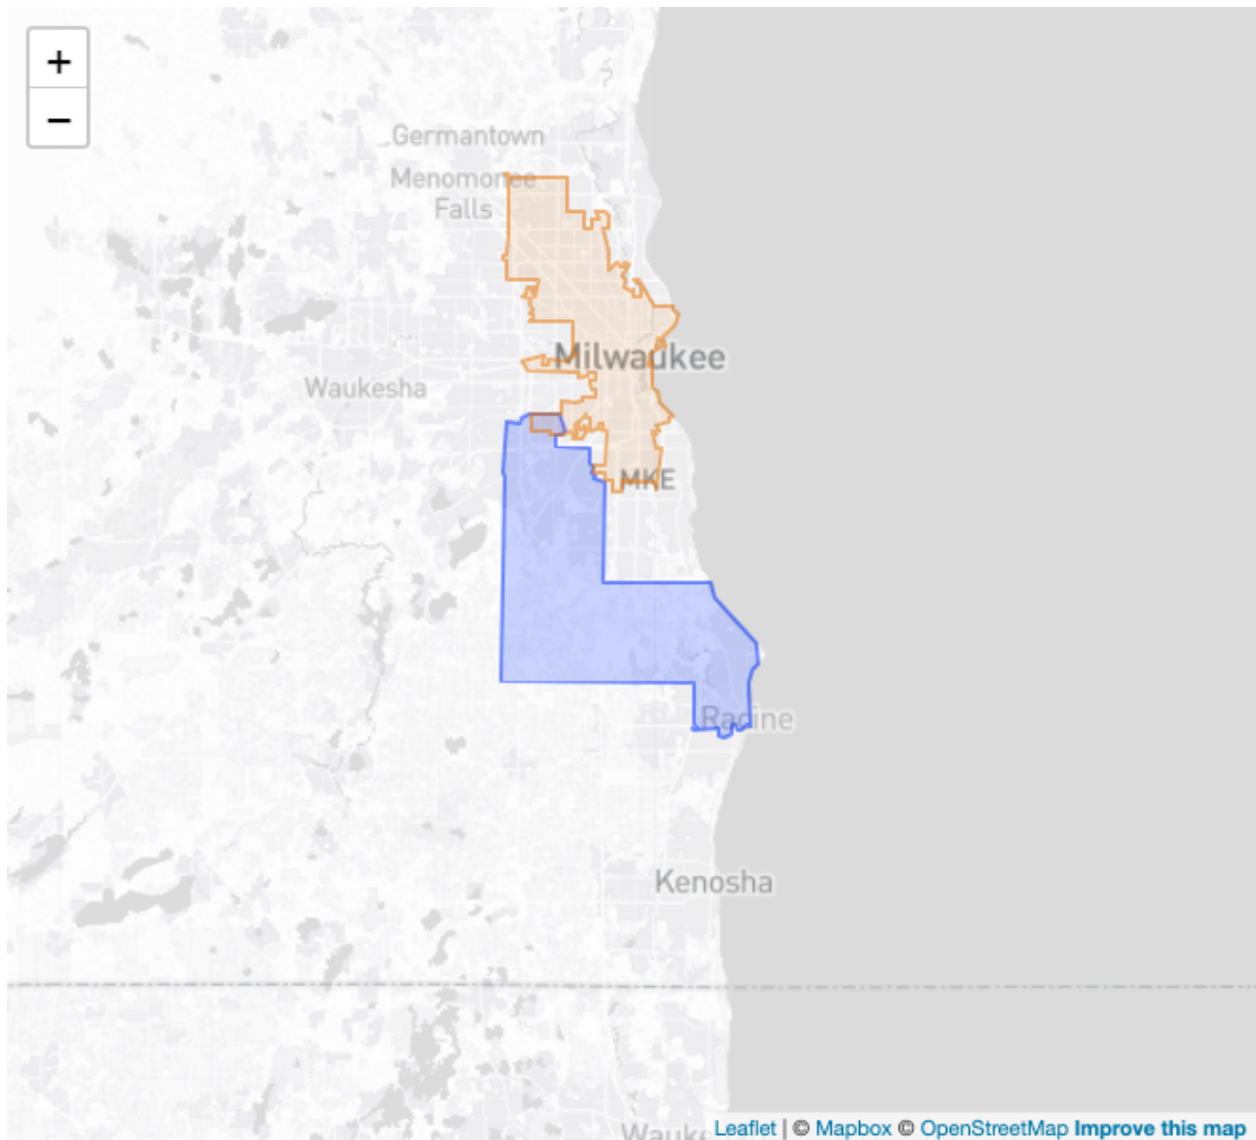 +
−
Germantown
Menomonee
Falls
Milwaukee
Waukesha
MKE
Racine
Kenosha
Leaflet | © Mapbox © OpenStreetMap Improve this map